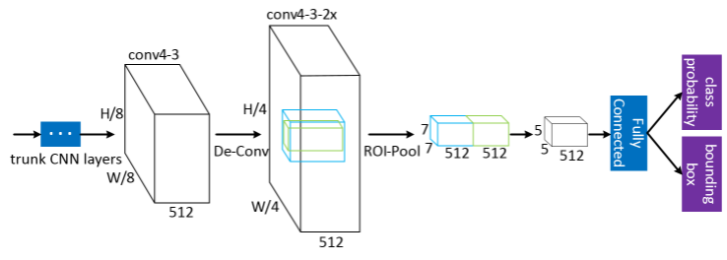 conv4-3-2x
conv4-3
H/8
H/4
...
trunk CNN layers
De-Conv
ROI-Pool
W/8
W/4
512
512
7
7
512
512
5
5
512
Fully
Connected
class
probability
bounding
box